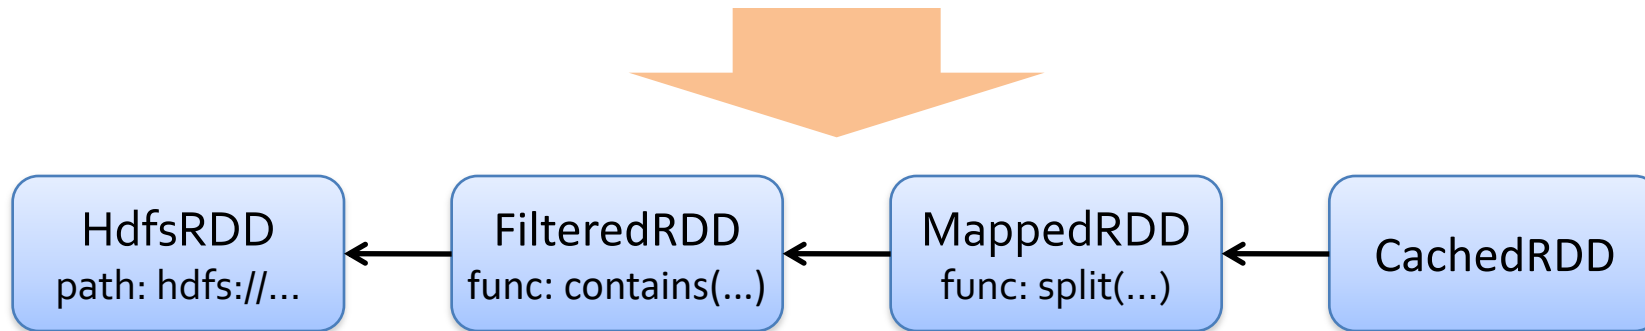 HdfsRDD
path: hdfs://...
FilteredRDD
func: contains(...)
MappedRDD
func: split(...)
CachedRDD